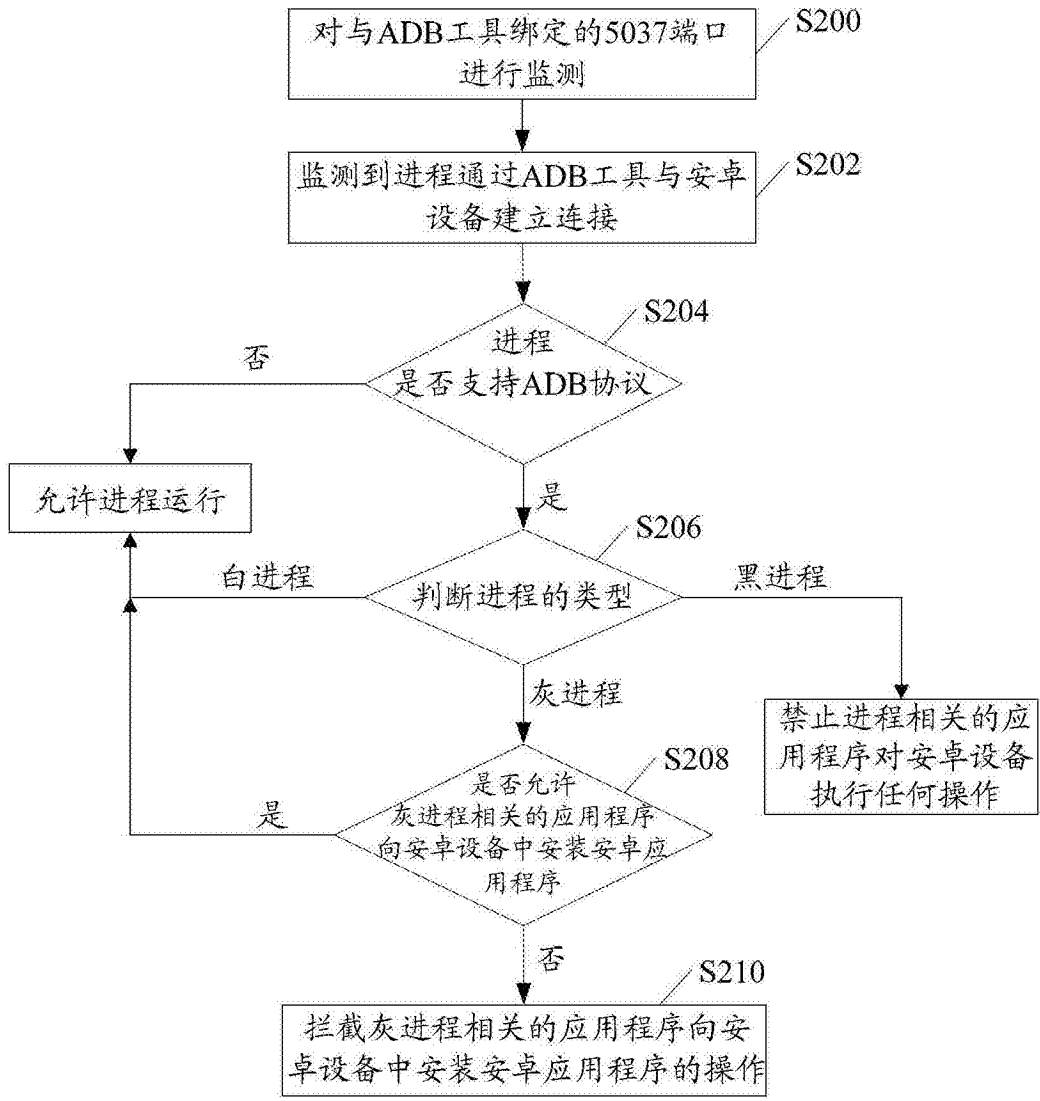 对与ADB工具绑定的5037端口
进行监测
S200
监测到进程通过ADB工具与安卓
设备建立连接
S202
进程
是否支持ADB协议
S204
否
允许进程运行
是
S206
白进程
判断进程的类型
黑进程
灰进程
禁止进程相关的应
用程序对安卓设备
执行任何操作
S208
是否允许
灰进程相关的应用程序
向安卓设备中安装安卓应
用程序
是
否
S210
拦截灰进程相关的应用程序向安
卓设备中安装安卓应用程序的操作